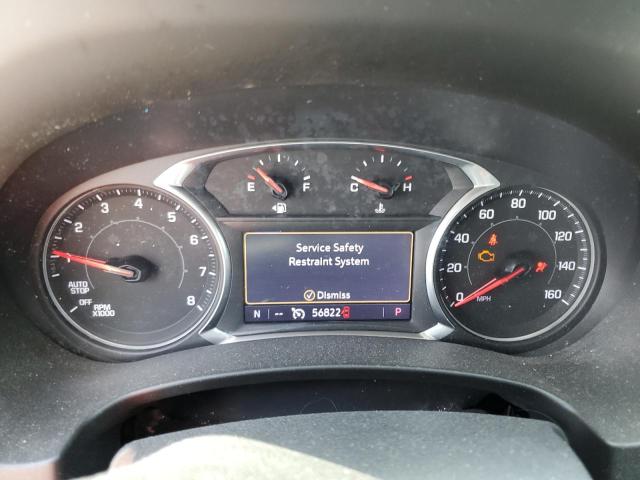 E F
C H
1 2 3 4 5 6 7 8
AUTO
STOP
OFF
RPM
X1000
Service Safety
Restraint System
Dismiss
N -- 56822 P
0 20 40 60 80 100 120 140 160
MPH